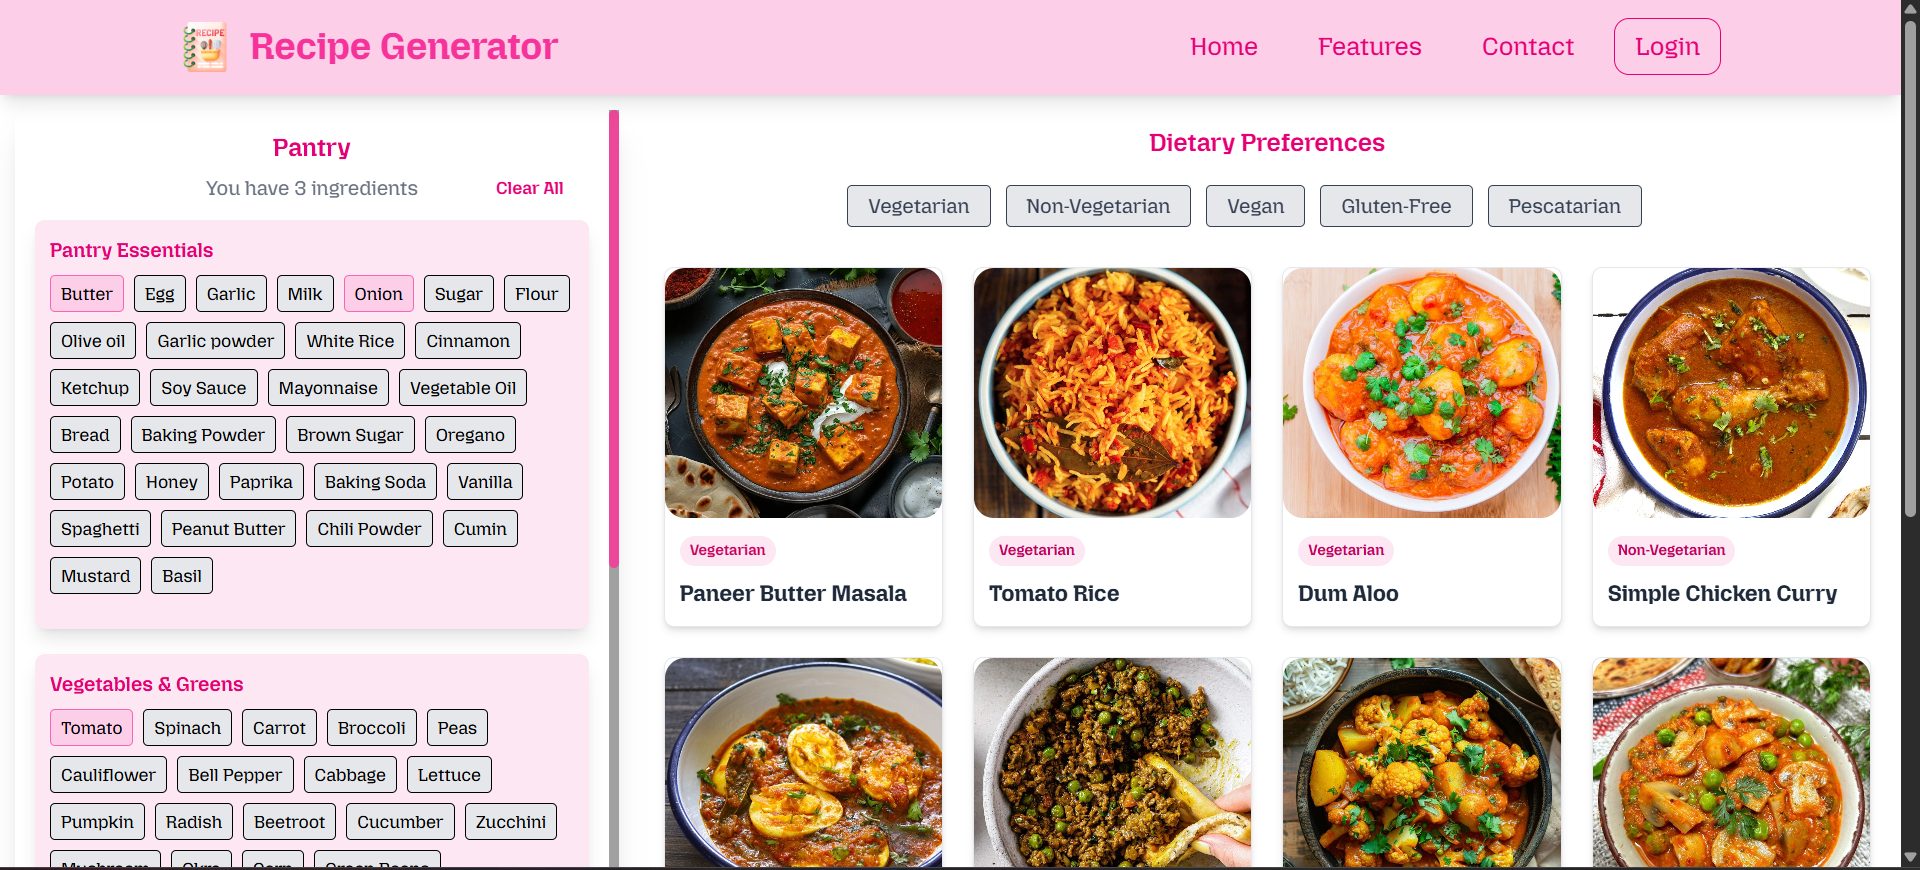 RECIPE
Recipe Generator
Home
Features
Contact
Login
Pantry
You have 3 ingredients
Clear All
Pantry Essentials
Butter
Egg
Garlic
Milk
Onion
Sugar
Flour
Olive oil
Garlic powder
White Rice
Cinnamon
Ketchup
Soy Sauce
Mayonnaise
Vegetable Oil
Bread
Baking Powder
Brown Sugar
Oregano
Potato
Honey
Paprika
Baking Soda
Vanilla
Spaghetti
Peanut Butter
Chili Powder
Cumin
Mustard
Basil
Vegetables & Greens
Tomato
Spinach
Carrot
Broccoli
Peas
Cauliflower
Bell Pepper
Cabbage
Lettuce
Pumpkin
Radish
Beetroot
Cucumber
Zucchini
Mushroom
Okra
Corn
Green Beans
Dietary Preferences
Vegetarian
Non-Vegetarian
Vegan
Gluten-Free
Pescatarian
Vegetarian
Paneer Butter Masala
Vegetarian
Tomato Rice
Vegetarian
Dum Aloo
Non-Vegetarian
Simple Chicken Curry